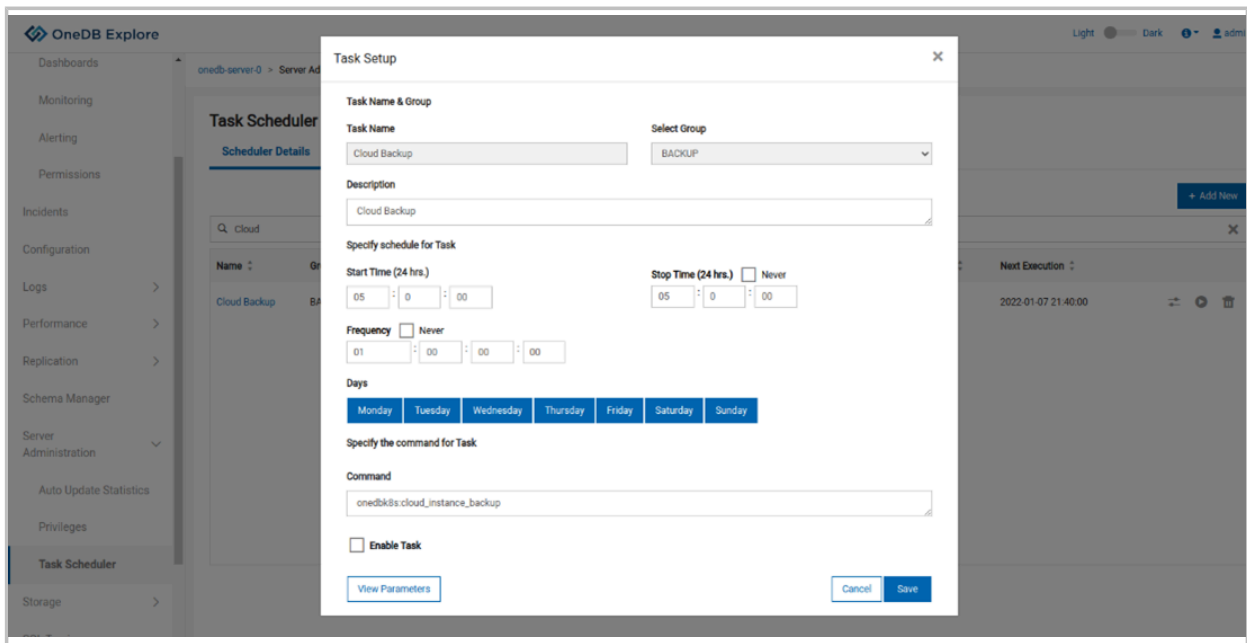 OneDB Explore
Light Dark admi
Dashboards
Monitoring
Alerting
Permissions
Incidents
Configuration
Logs
Performance
Replication
Schema Manager
Server
Administration
Auto Update Statistics
Privileges
Task Scheduler
Storage
onedb-server-0 > Server Ad
Task Scheduler
Scheduler Details
+ Add New
Cloud
Name Gr Next Execution
Cloud Backup BA 2022-01-07 21:40:00
Task Setup
Task Name & Group
Task Name Select Group
Cloud Backup BACKUP
Description
Cloud Backup
Specify schedule for Task
Start Time (24 hrs.) Stop Time (24 hrs.) Never
05 : 0 : 00 05 : 0 : 00
Frequency Never
01 : 00 : 00 : 00
Days
Monday Tuesday Wednesday Thursday Friday Saturday Sunday
Specify the command for Task
Command
onedbk8s:cloud_instance_backup
Enable Task
View Parameters Cancel Save